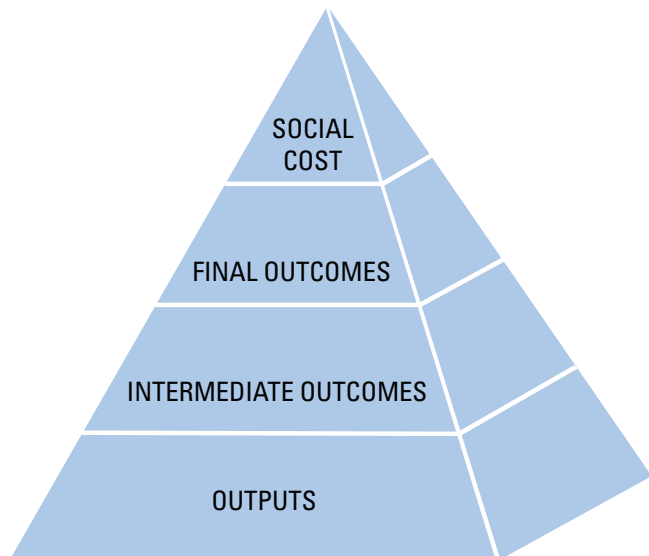 SOCIAL
COST
FINAL OUTCOMES
INTERMEDIATE OUTCOMES
OUTPUTS